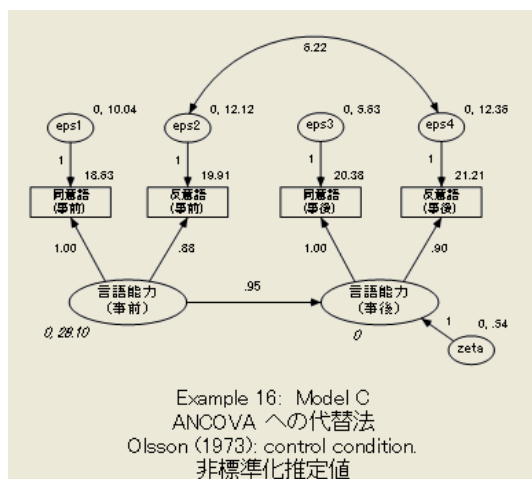 6.22
0, 10.04
0, 12.12
0, 5.63
0, 12.36
eps1
eps2
eps3
eps4
1
1
1
1
18.63
19.91
20.38
21.21
同意語
(事前)
反意語
(事前)
同意語
(事後)
反意語
(事後)
1.00
.88
1.00
.90
言語能力
(事前)
.95
言語能力
(事後)
0, 28.10
0
1
0, .54
zeta
Example 16: Model C
ANCOVA への代替法
Olsson (1973): control condition.
非標準化推定値